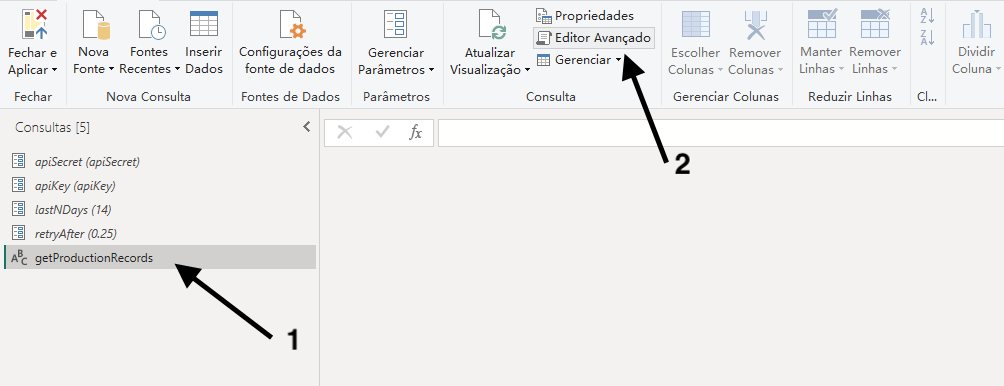 Fechar e
Aplicar
Nova
Fonte
Fontes
Recentes
Inserir
Dados
Configurações da
fonte de dados
Gerenciar
Parâmetros
Atualizar
Visualização
Propriedades
Editor Avançado
Gerenciar
Escolher
Colunas
Remover
Colunas
Manter
Linhas
Remover
Linhas
A
Z
Z
A
Dividir
Coluna
Fechar
Nova Consulta
Fontes de Dados
Parâmetros
Consulta
Gerenciar Colunas
Reduzir Linhas
Cl...
Consultas [5]
fx
apiSecret (apiSecret)
apiKey (apiKey)
lastNDays (14)
retryAfter (0.25)
ABC getProductionRecords
2
1